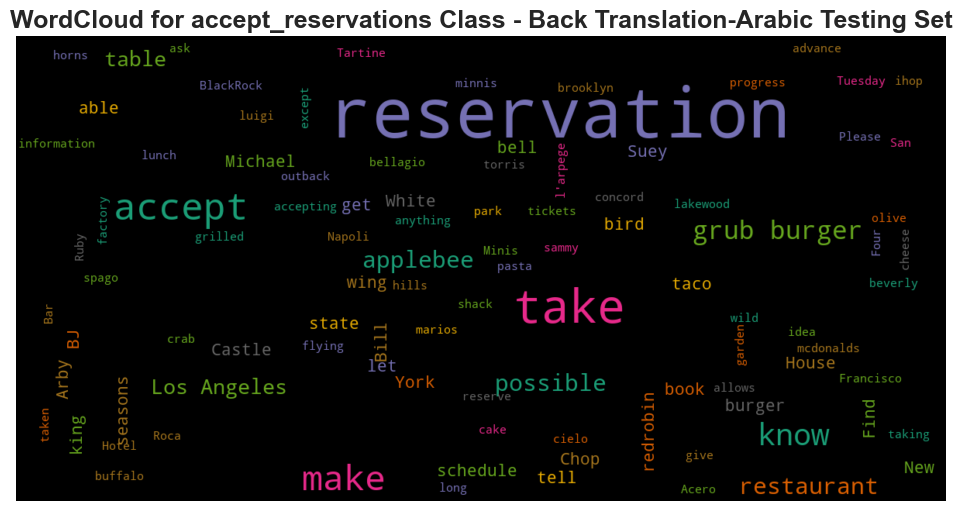 WordCloud for accept_reservations Class - Back Translation-Arabic Testing Set
horns
ask
table
Tartine
advance
BlackRock
except
minnis
brooklyn
progress
Tuesday
ihop
able
luigi
reservation
information
lunch
Michael
bell
bellagio
torris
l'arpege
Suey
Please
San
outback
concord
lakewood
factory
accept
accepting
get
White
anything
park
tickets
bird
grub burger
olive
Four
cheese
Ruby
grilled
Napoli
applebee
Minis
sammy
pasta
spago
wing
hills
taco
beverly
shack
take
Bar
state
marios
wild
idea
crab
BJ
Castle
flying
Bill
let
garden
mcdonalds
House
Arby
seasons
Los Angeles
York
possible
reserve
book
allows
burger
Francisco
Find
taken
king
Roca
Hotel
cake
cielo
redrobin
know
taking
buffalo
make
schedule
long
Chop
tell
give
Acero
restaurant
New